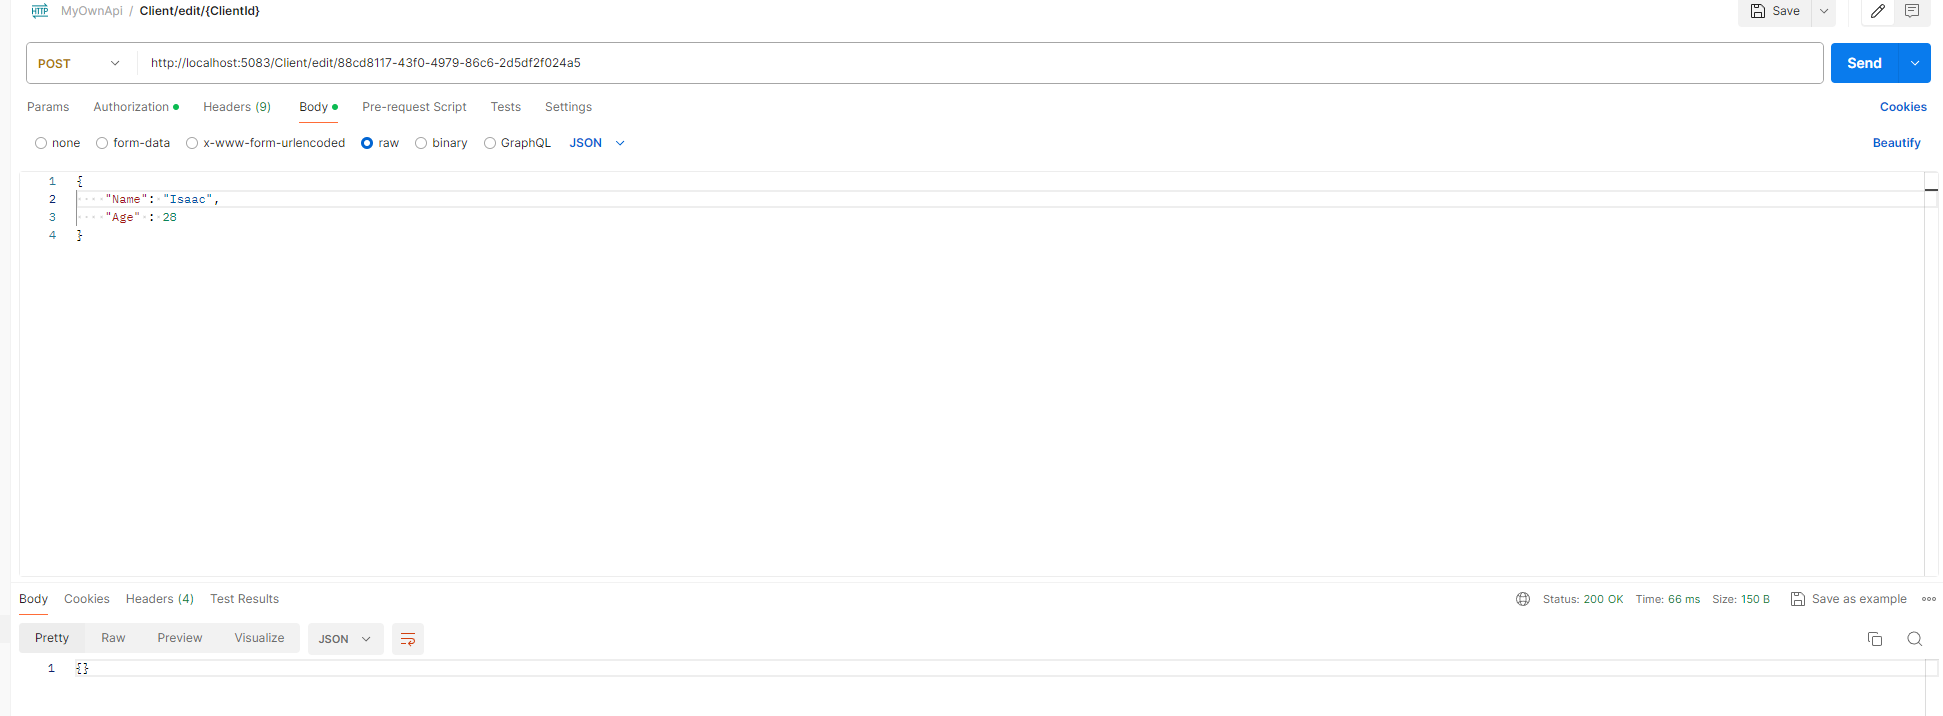 HTTP MyOwnApi / Client/edit/{ClientId} Save
POST http://localhost:5083/Client/edit/88cd8117-43f0-4979-86c6-2d5df2f024a5 Send
Params Authorization Headers (9) Body Pre-request Script Tests Settings Cookies
none form-data x-www-form-urlencoded raw binary GraphQL JSON Beautify
1 {
2 "Name": "Isaac",
3 "Age" : 28
4 }
Body Cookies Headers (4) Test Results Status: 200 OK Time: 66 ms Size: 150 B Save as example
Pretty Raw Preview Visualize JSON
1 {}